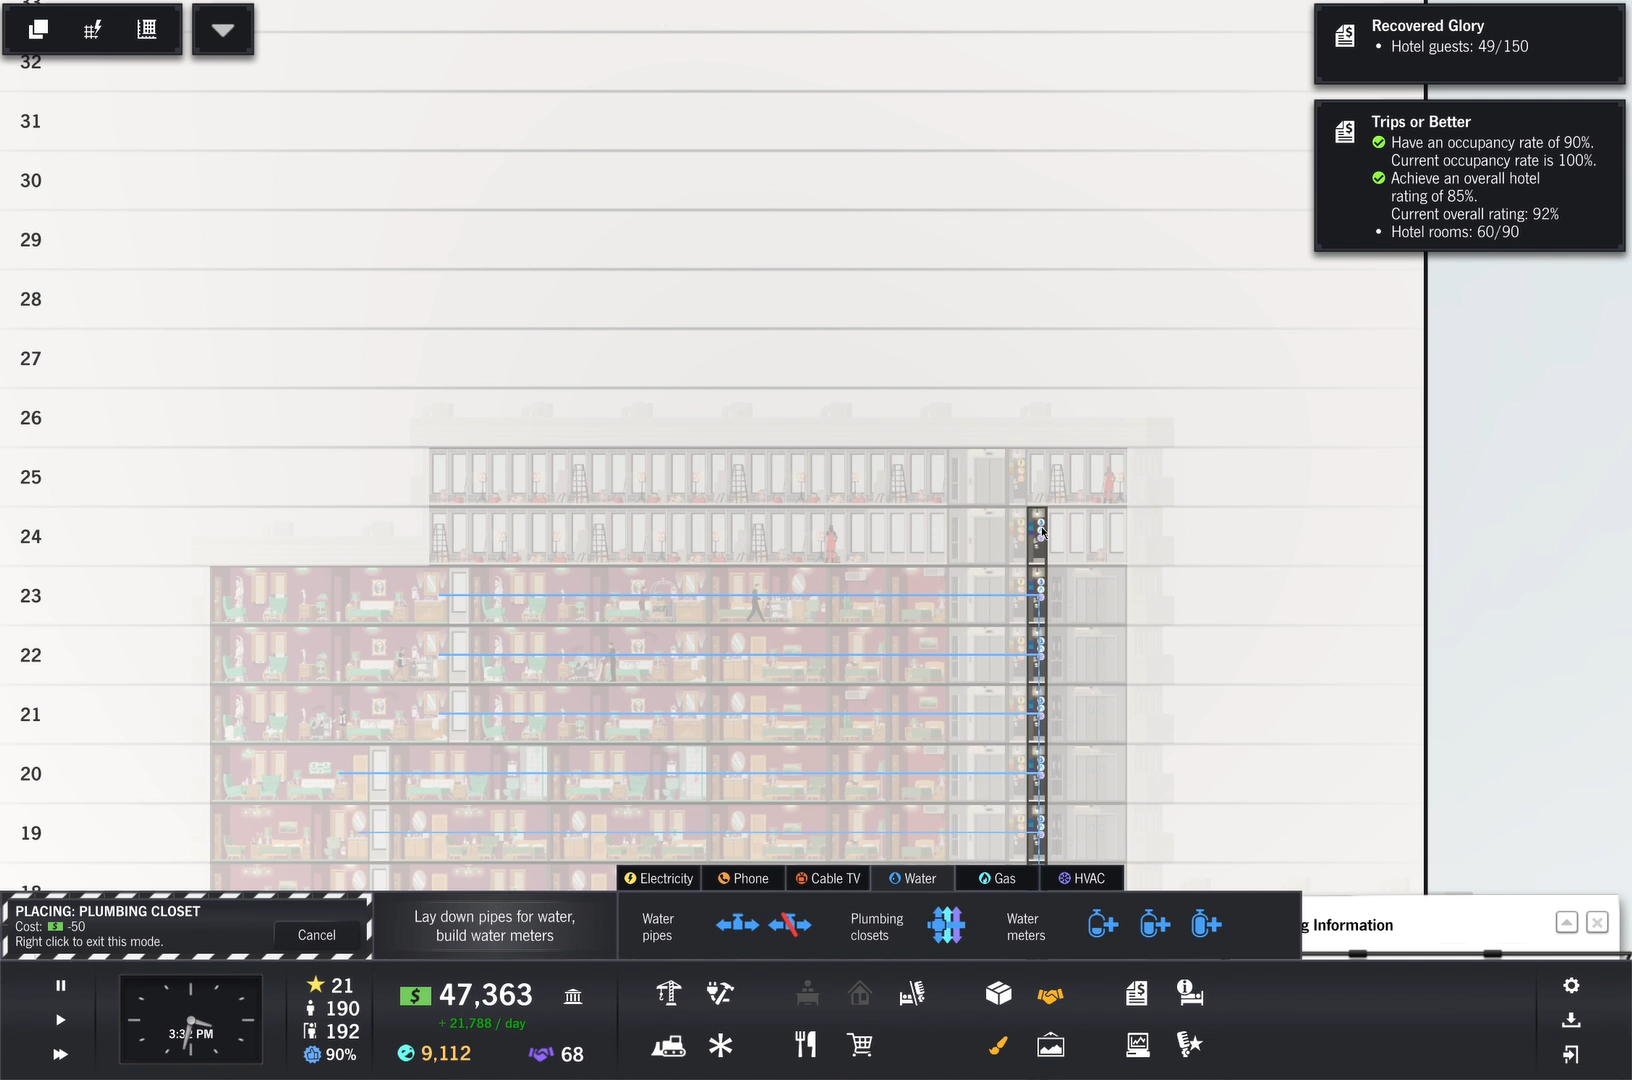 Recovered Glory
• Hotel guests: 49/150
Trips or Better
Have an occupancy rate of 90%.
Current occupancy rate is 100%.
Achieve an overall hotel
rating of 85%.
Current overall rating: 92%
• Hotel rooms: 60/90
32
31
30
29
28
27
26
25
24
23
22
21
20
19
Electricity
Phone
Cable TV
Water
Gas
HVAC
PLACING: PLUMBING CLOSET
Cost: $ -50
Right click to exit this mode.
Cancel
Lay down pipes for water,
build water meters
Water
pipes
Plumbing
closets
Water
meters
g Information
PM
21
190
192
90%
$ 47,363
+ 21,788 / day
9,112
68